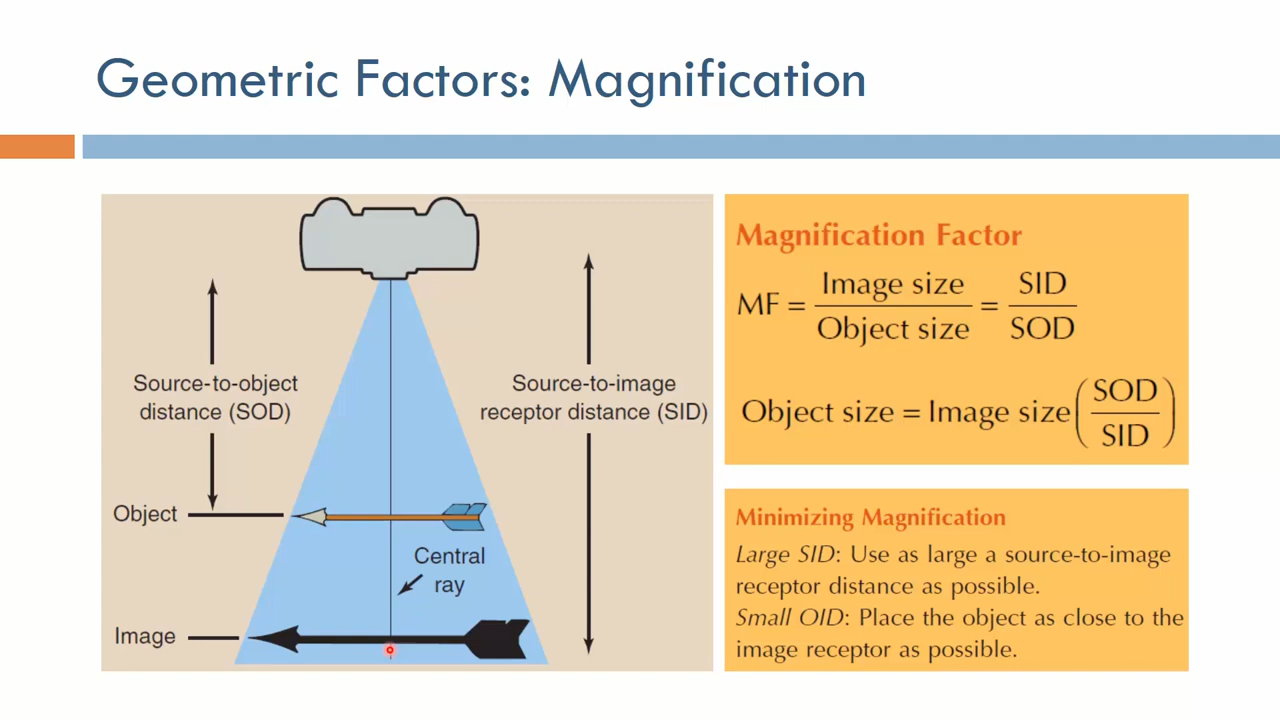 Geometric Factors: Magnification
Source-to-object
distance (SOD)
Source-to-image
receptor distance (SID)
Object
Central
ray
Image
Magnification Factor
MF = Image size / Object size = SID / SOD
Object size = Image size (SOD / SID)
Minimizing Magnification
Large SID: Use as large a source-to-image
receptor distance as possible.
Small OID: Place the object as close to the
image receptor as possible.